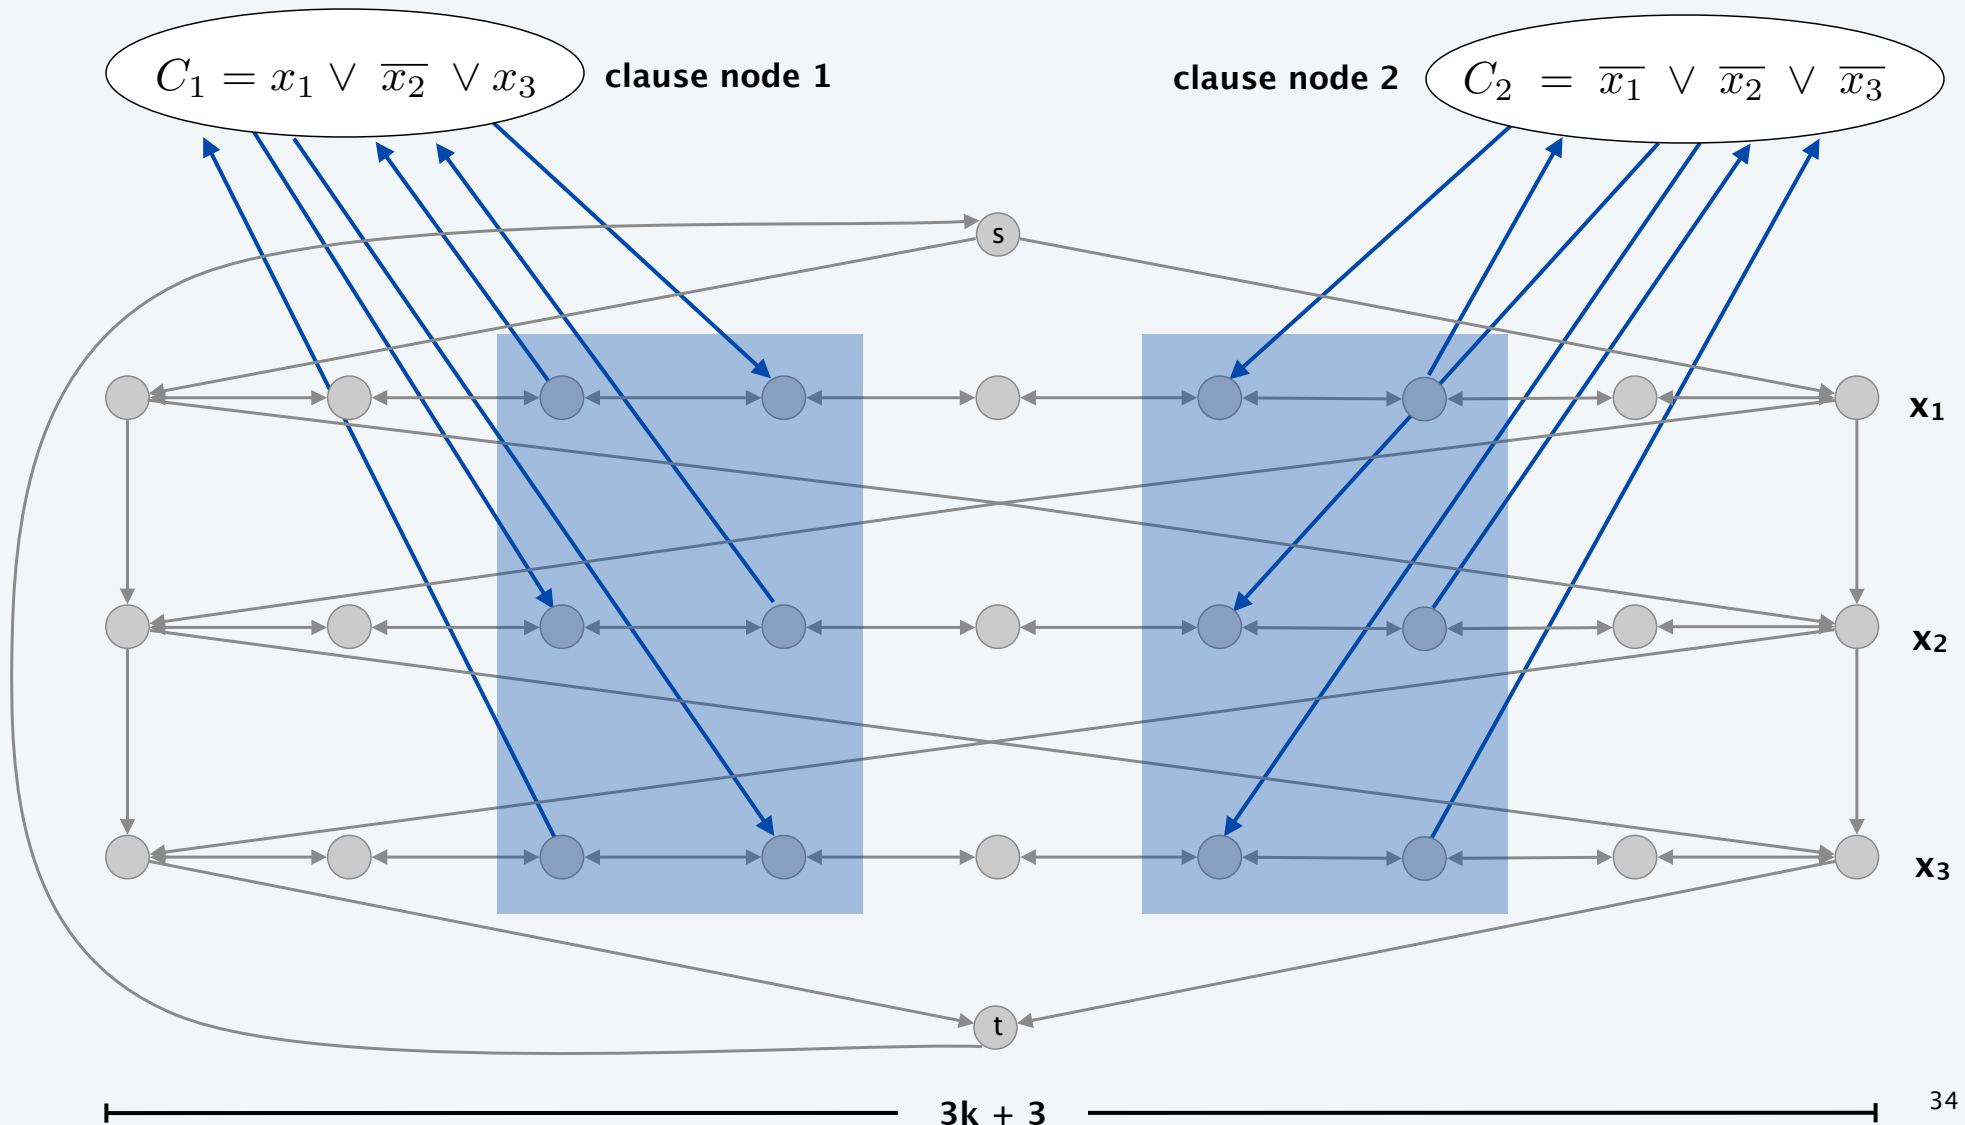 C₁ = x₁ ∨ x̅₂ ∨ x₃
clause node 1
clause node 2
C₂ = x̅₁ ∨ x̅₂ ∨ x̅₃
s
x₁
x₂
x₃
t
3k + 3
34